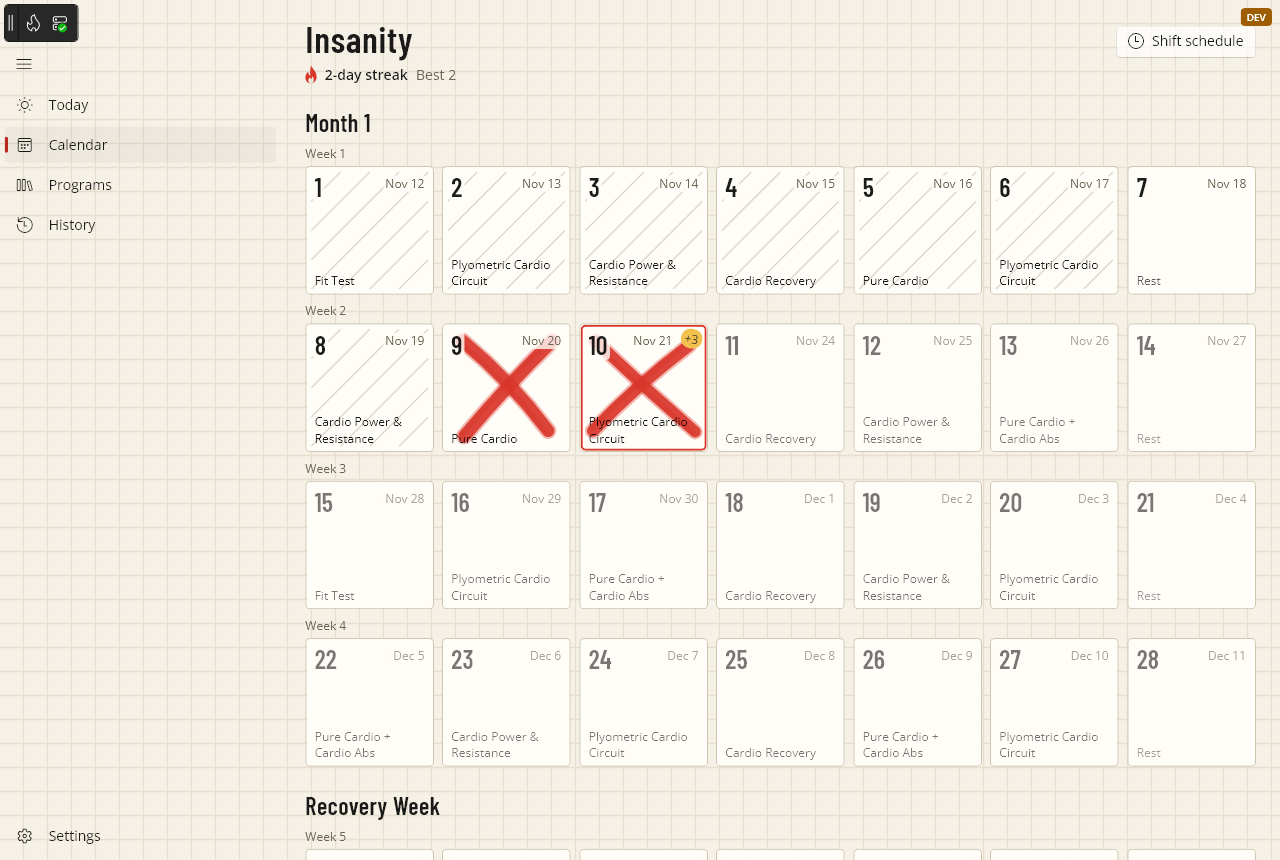 DEV
Insanity
Shift schedule
2-day streak Best 2
Today
Calendar
Programs
History
Settings
Month 1
Week 1
1 Nov 12
Fit Test
2 Nov 13
Plyometric Cardio
Circuit
3 Nov 14
Cardio Power &
Resistance
4 Nov 15
Cardio Recovery
5 Nov 16
Pure Cardio
6 Nov 17
Plyometric Cardio
Circuit
7 Nov 18
Rest
Week 2
8 Nov 19
Cardio Power &
Resistance
9 Nov 20
Pure Cardio
10 Nov 21 +3
Plyometric Cardio
Circuit
11 Nov 24
Cardio Recovery
12 Nov 25
Cardio Power &
Resistance
13 Nov 26
Pure Cardio +
Cardio Abs
14 Nov 27
Rest
Week 3
15 Nov 28
Fit Test
16 Nov 29
Plyometric Cardio
Circuit
17 Nov 30
Pure Cardio +
Cardio Abs
18 Dec 1
Cardio Recovery
19 Dec 2
Cardio Power &
Resistance
20 Dec 3
Plyometric Cardio
Circuit
21 Dec 4
Rest
Week 4
22 Dec 5
Pure Cardio +
Cardio Abs
23 Dec 6
Cardio Power &
Resistance
24 Dec 7
Plyometric Cardio
Circuit
25 Dec 8
Cardio Recovery
26 Dec 9
Pure Cardio +
Cardio Abs
27 Dec 10
Plyometric Cardio
Circuit
28 Dec 11
Rest
Recovery Week
Week 5